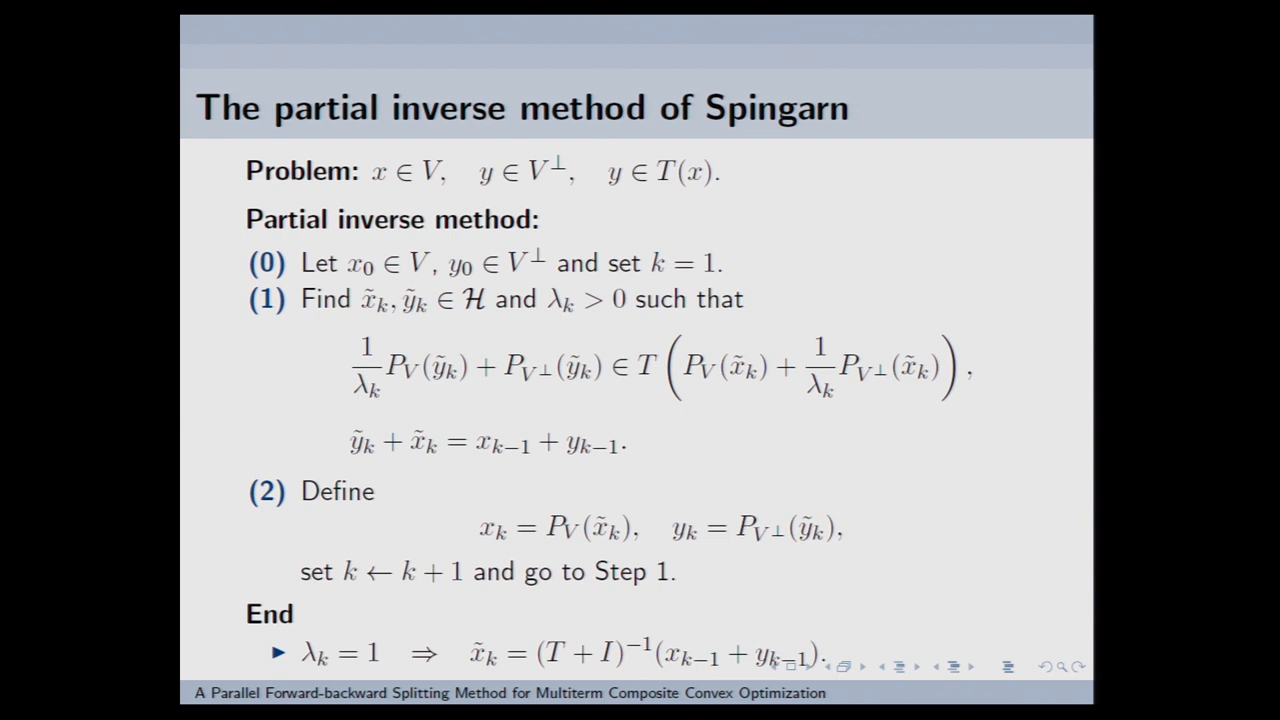 The partial inverse method of Spingarn
Problem: x ∈ V, y ∈ V^⊥, y ∈ T(x).
Partial inverse method:
(0) Let x_0 ∈ V, y_0 ∈ V^⊥ and set k = 1.
(1) Find x̃_k, ỹ_k ∈ ℋ and λ_k > 0 such that
1/λ_k P_V(ỹ_k) + P_{V^⊥}(ỹ_k) ∈ T( P_V(x̃_k) + 1/λ_k P_{V^⊥}(x̃_k) ),
ỹ_k + x̃_k = x_{k−1} + y_{k−1}.
(2) Define
x_k = P_V(x̃_k), y_k = P_{V^⊥}(ỹ_k),
set k ← k + 1 and go to Step 1.
End
▶ λ_k = 1 ⇒ x̃_k = (T + I)^{−1}(x_{k−1} + y_{k−1}).
A Parallel Forward-backward Splitting Method for Multiterm Composite Convex Optimization